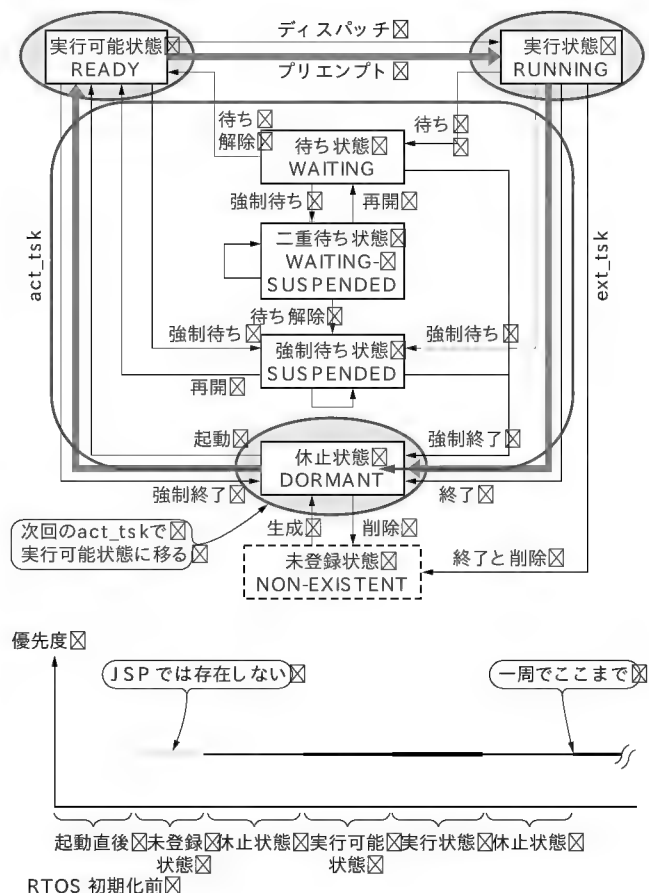 ディスパッチ
実行可能状態
READY
実行状態
RUNNING
プリエンプト
待ち
解除
待ち
待ち状態
WAITING
強制待ち
再開
二重待ち状態
WAITING-
SUSPENDED
act_tsk
ext_tsk
待ち解除
強制待ち
強制待ち
強制待ち状態
SUSPENDED
再開
起動
強制終了
休止状態
DORMANT
強制終了
終了
次回のact_tskで
実行可能状態に移る
生成
削除
未登録状態
NON-EXISTENT
終了と削除
優先度
JSPでは存在しない
一周でここまで
起動直後
未登録
状態
休止状態
実行可能
状態
実行状態
休止状態
RTOS 初期化前